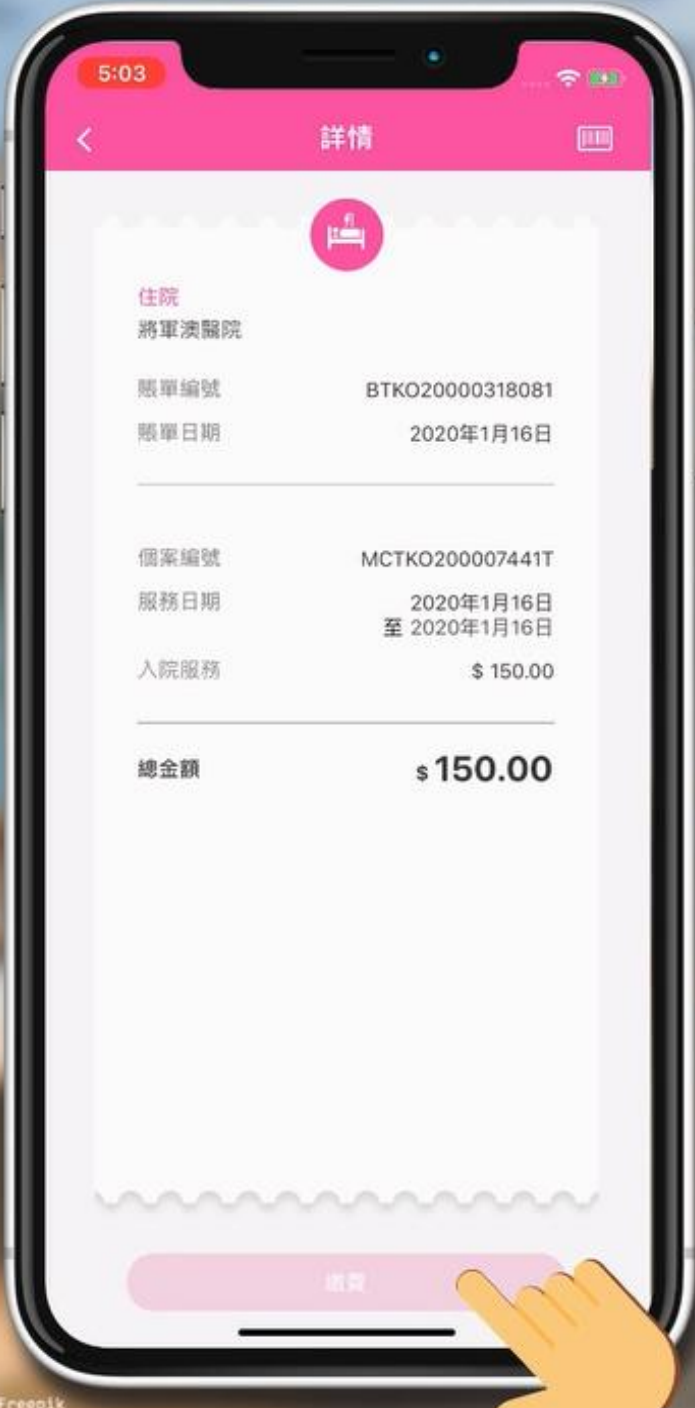 5:03
詳情
住院
將軍澳醫院
賬單編號 BTKO20000318081
賬單日期 2020年1月16日
個案編號 MCTKO200007441T
服務日期 2020年1月16日
至 2020年1月16日
入院服務 $ 150.00
總金額 $150.00
繳費
Freepik